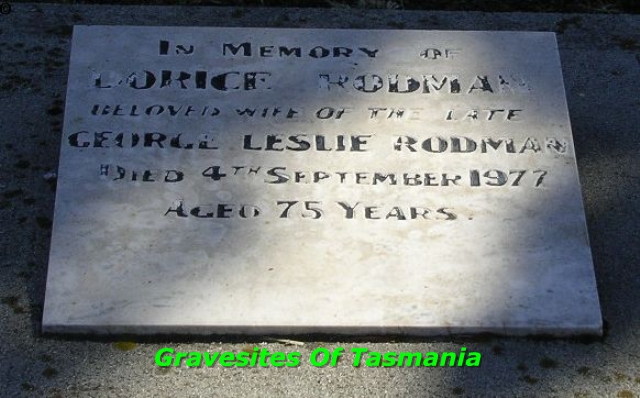 In Memory of
Dorice Rodman
beloved wife of the late
George Leslie Rodman
Died 4th September 1977
Aged 75 Years.
Gravesites Of Tasmania